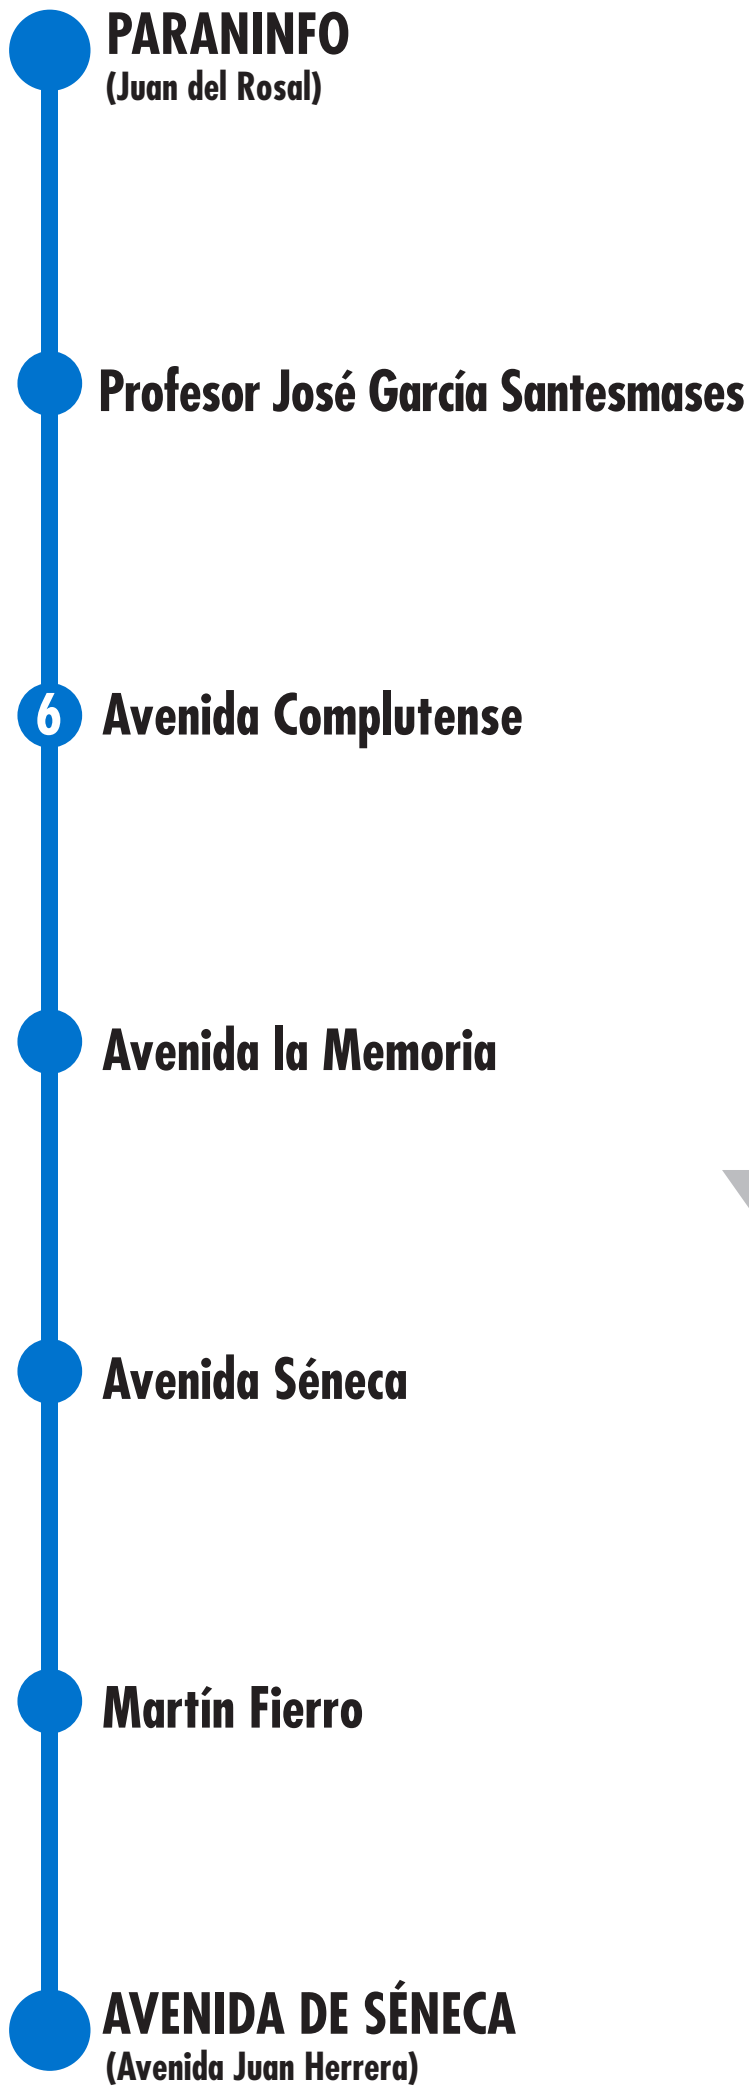 PARANINFO
(Juan del Rosal)
Profesor José García Santesmases
6 Avenida Complutense
Avenida la Memoria
Avenida Séneca
Martín Fierro
AVENIDA DE SÉNECA
(Avenida Juan Herrera)